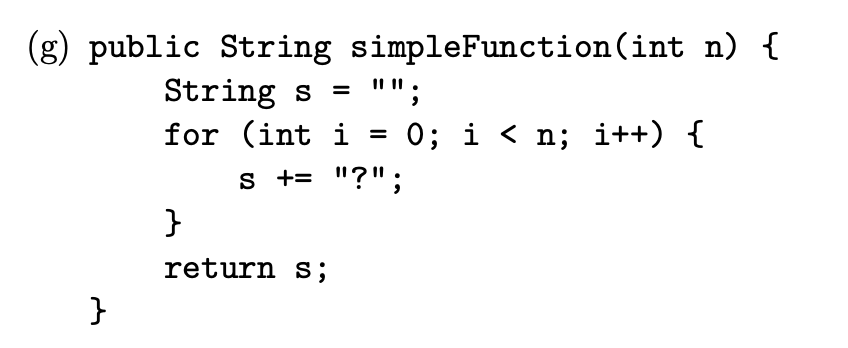 (g) public String simpleFunction(int n) {
String s = "";
for (int i = 0; i < n; i++) {
s += "?";
}
return s;
}